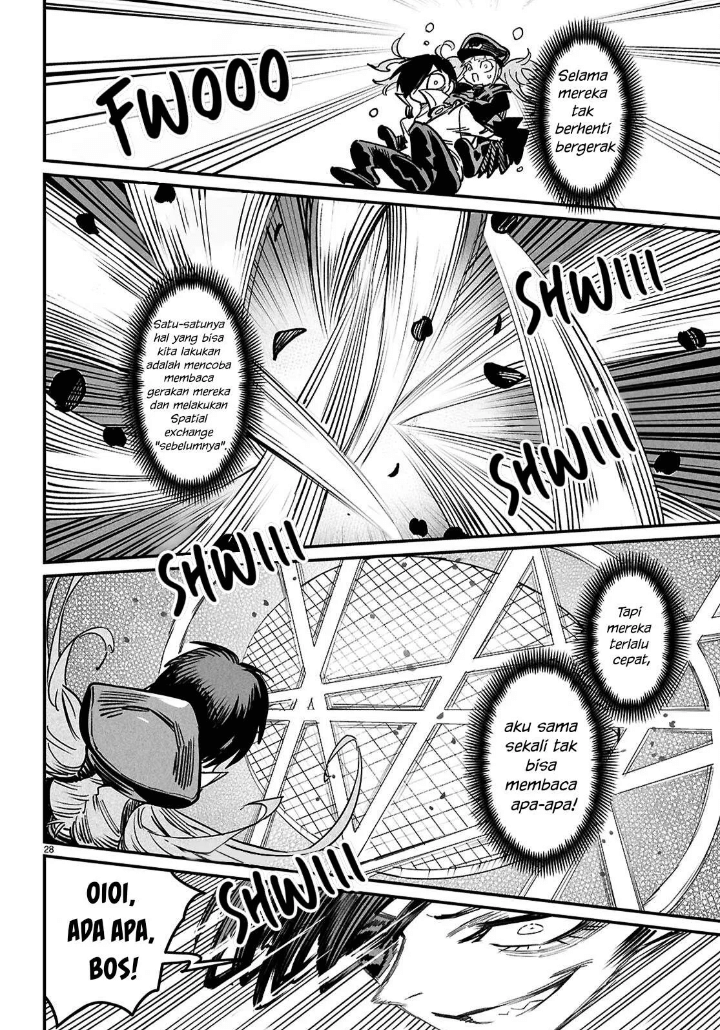 FWOOO
Selama
mereka
tak
berhenti
bergerak
SHWIII
Satu-satunya
hal yang bisa
kita lakukan
adalah mencoba
membaca
gerakan mereka
dan melakukan
Spatial
exchange
"sebelumnya"
SHWIII
SHWIII
Tapi
mereka
terlalu
cepat,
aku sama
sekali tak
bisa
membaca
apa-apa!
28
OIOI,
ADA APA,
BOS!
SHWIII